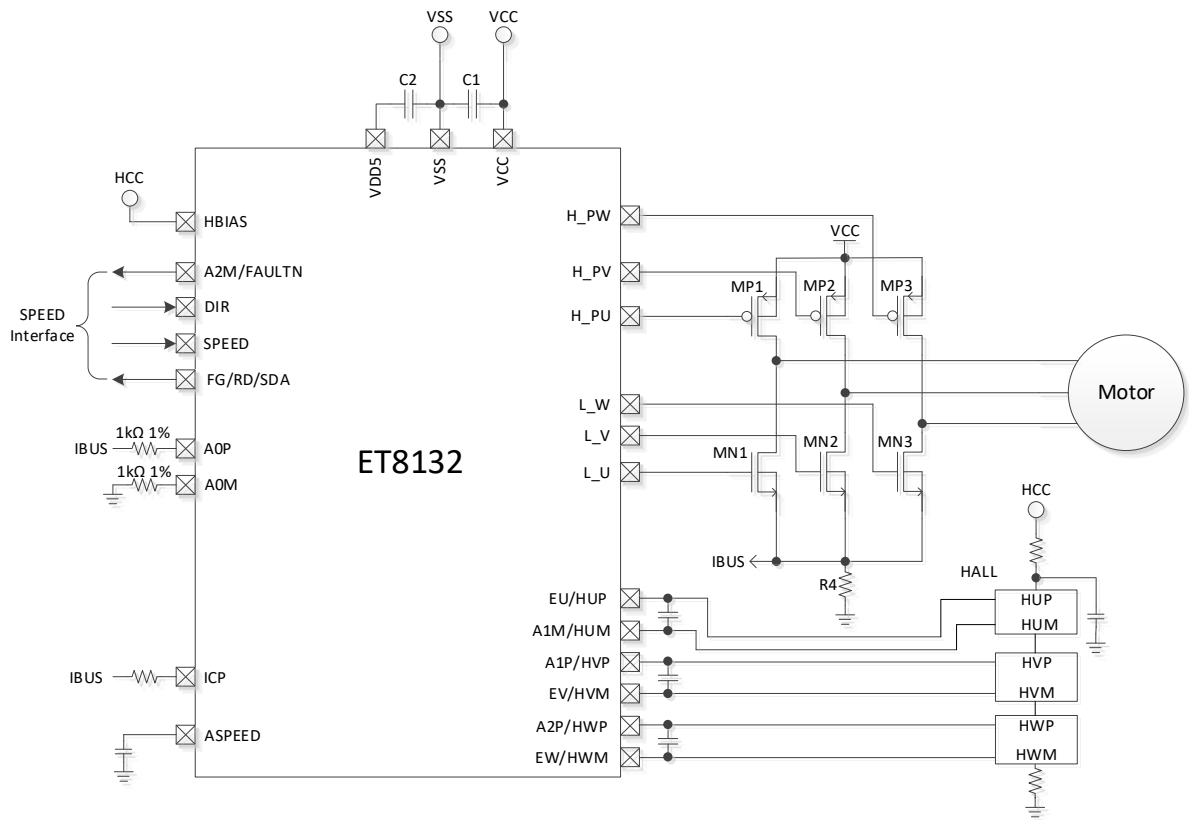 VSS
VCC
C2
C1
VDD5
VSS
VCC
HCC
HBIAS
H_PW
VCC
A2M/FAULTN
H_PV
MP1
MP2
MP3
DIR
H_PU
SPEED
Interface
SPEED
FG/RD/SDA
Motor
L_W
1kΩ 1%
IBUS
A0P
L_V
MN1
MN2
MN3
1kΩ 1%
A0M
ET8132
L_U
HCC
IBUS
R4
HALL
EU/HUP
HUP
A1M/HUM
HUM
A1P/HVP
HVP
IBUS
ICP
EV/HVM
HVM
A2P/HWP
HWP
ASPEED
EW/HWM
HWM